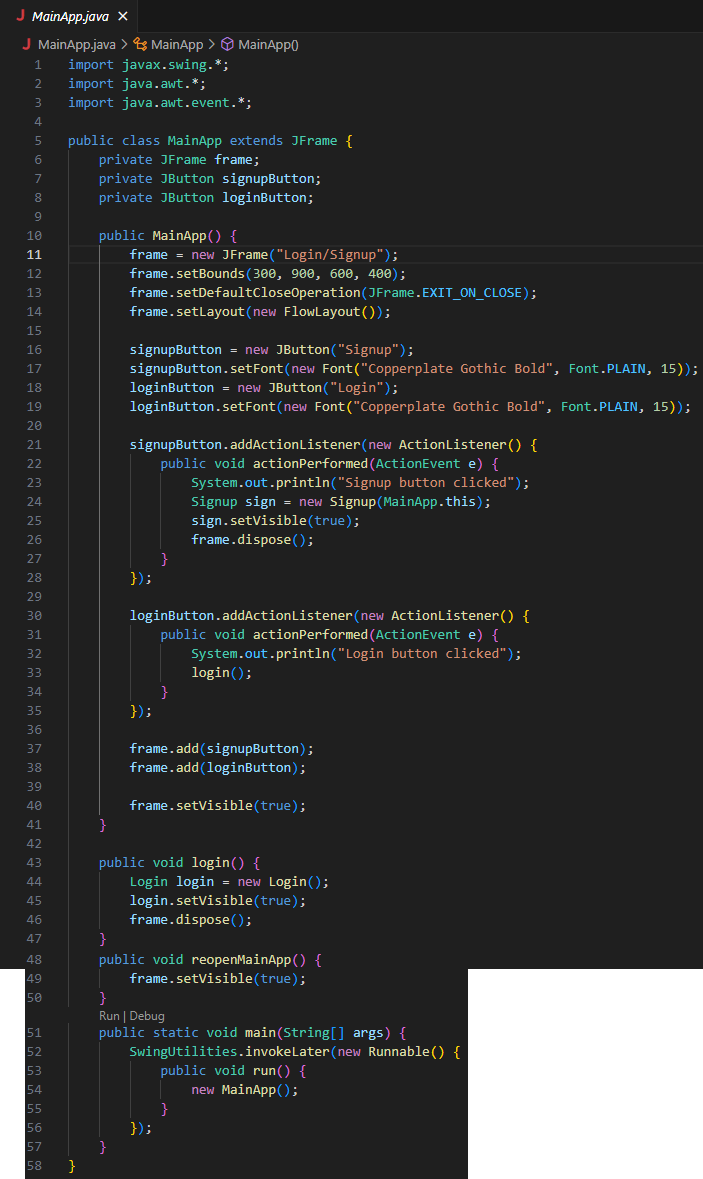 J MainApp.java ×
J MainApp.java > MainApp > MainApp()
1 import javax.swing.*;
2 import java.awt.*;
3 import java.awt.event.*;
4
5 public class MainApp extends JFrame {
6     private JFrame frame;
7     private JButton signupButton;
8     private JButton loginButton;
9
10     public MainApp() {
11         frame = new JFrame("Login/Signup");
12         frame.setBounds(300, 900, 600, 400);
13         frame.setDefaultCloseOperation(JFrame.EXIT_ON_CLOSE);
14         frame.setLayout(new FlowLayout());
15
16         signupButton = new JButton("Signup");
17         signupButton.setFont(new Font("Copperplate Gothic Bold", Font.PLAIN, 15));
18         loginButton = new JButton("Login");
19         loginButton.setFont(new Font("Copperplate Gothic Bold", Font.PLAIN, 15));
20
21         signupButton.addActionListener(new ActionListener() {
22             public void actionPerformed(ActionEvent e) {
23                 System.out.println("Signup button clicked");
24                 Signup sign = new Signup(MainApp.this);
25                 sign.setVisible(true);
26                 frame.dispose();
27             }
28         });
29
30         loginButton.addActionListener(new ActionListener() {
31             public void actionPerformed(ActionEvent e) {
32                 System.out.println("Login button clicked");
33                 login();
34             }
35         });
36
37         frame.add(signupButton);
38         frame.add(loginButton);
39
40         frame.setVisible(true);
41     }
42
43     public void login() {
44         Login login = new Login();
45         login.setVisible(true);
46         frame.dispose();
47     }
48     public void reopenMainApp() {
49         frame.setVisible(true);
50     }
Run | Debug
51     public static void main(String[] args) {
52         SwingUtilities.invokeLater(new Runnable() {
53             public void run() {
54                 new MainApp();
55             }
56         });
57     }
58 }